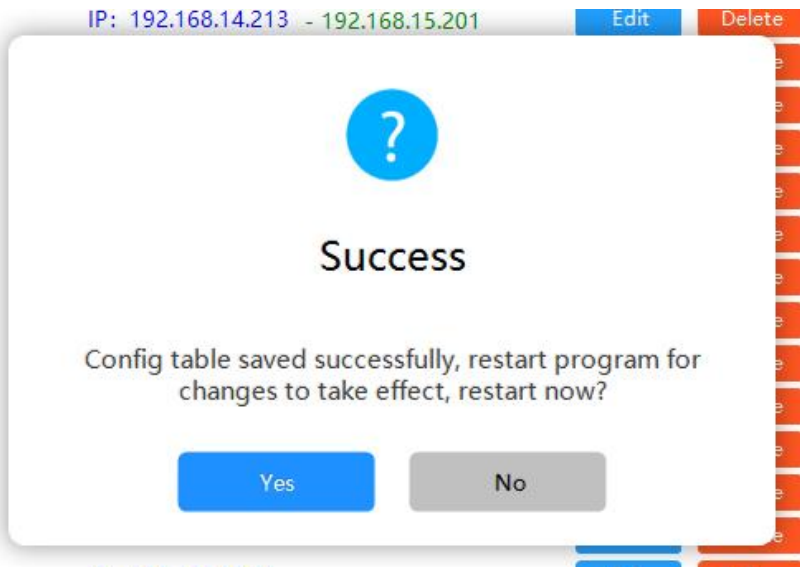 IP: 192.168.14.213 - 192.168.15.201 Edit Delete
?
Success
Config table saved successfully, restart program for
changes to take effect, restart now?
Yes No